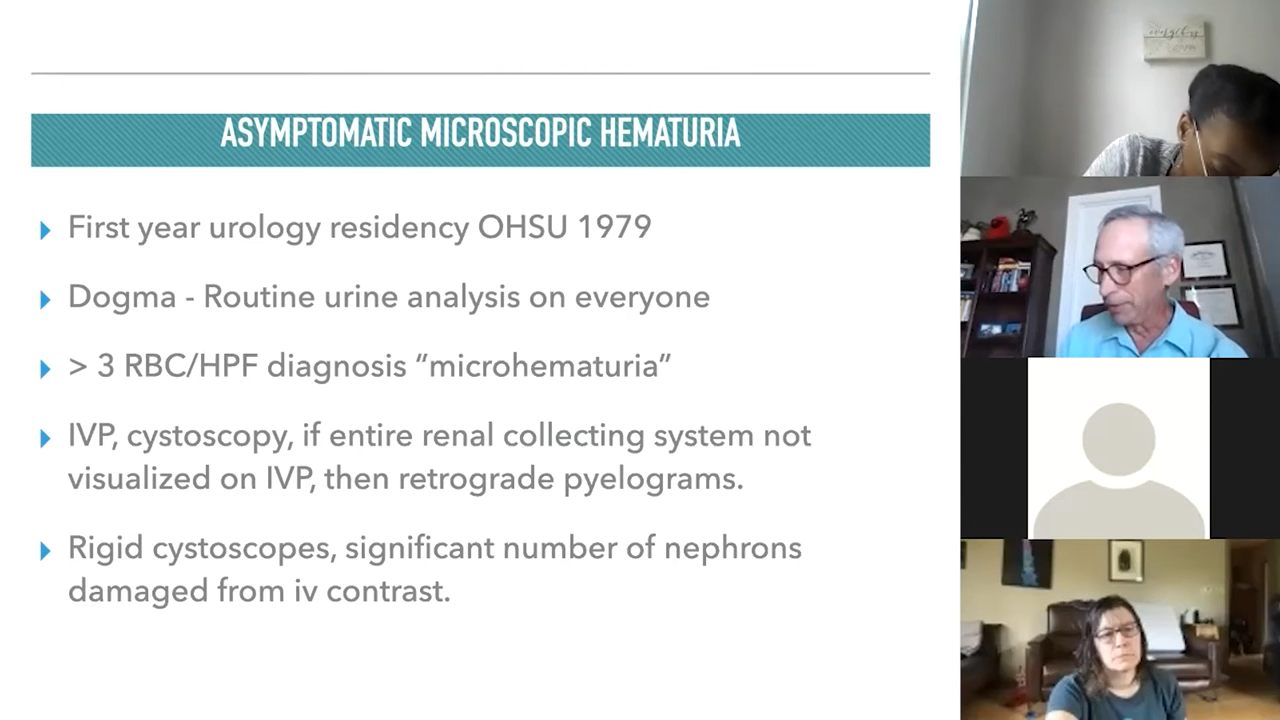 ASYMPTOMATIC MICROSCOPIC HEMATURIA
First year urology residency OHSU 1979
Dogma - Routine urine analysis on everyone
> 3 RBC/HPF diagnosis “microhematuria”
IVP, cystoscopy, if entire renal collecting system not
visualized on IVP, then retrograde pyelograms.
Rigid cystoscopes, significant number of nephrons
damaged from iv contrast.